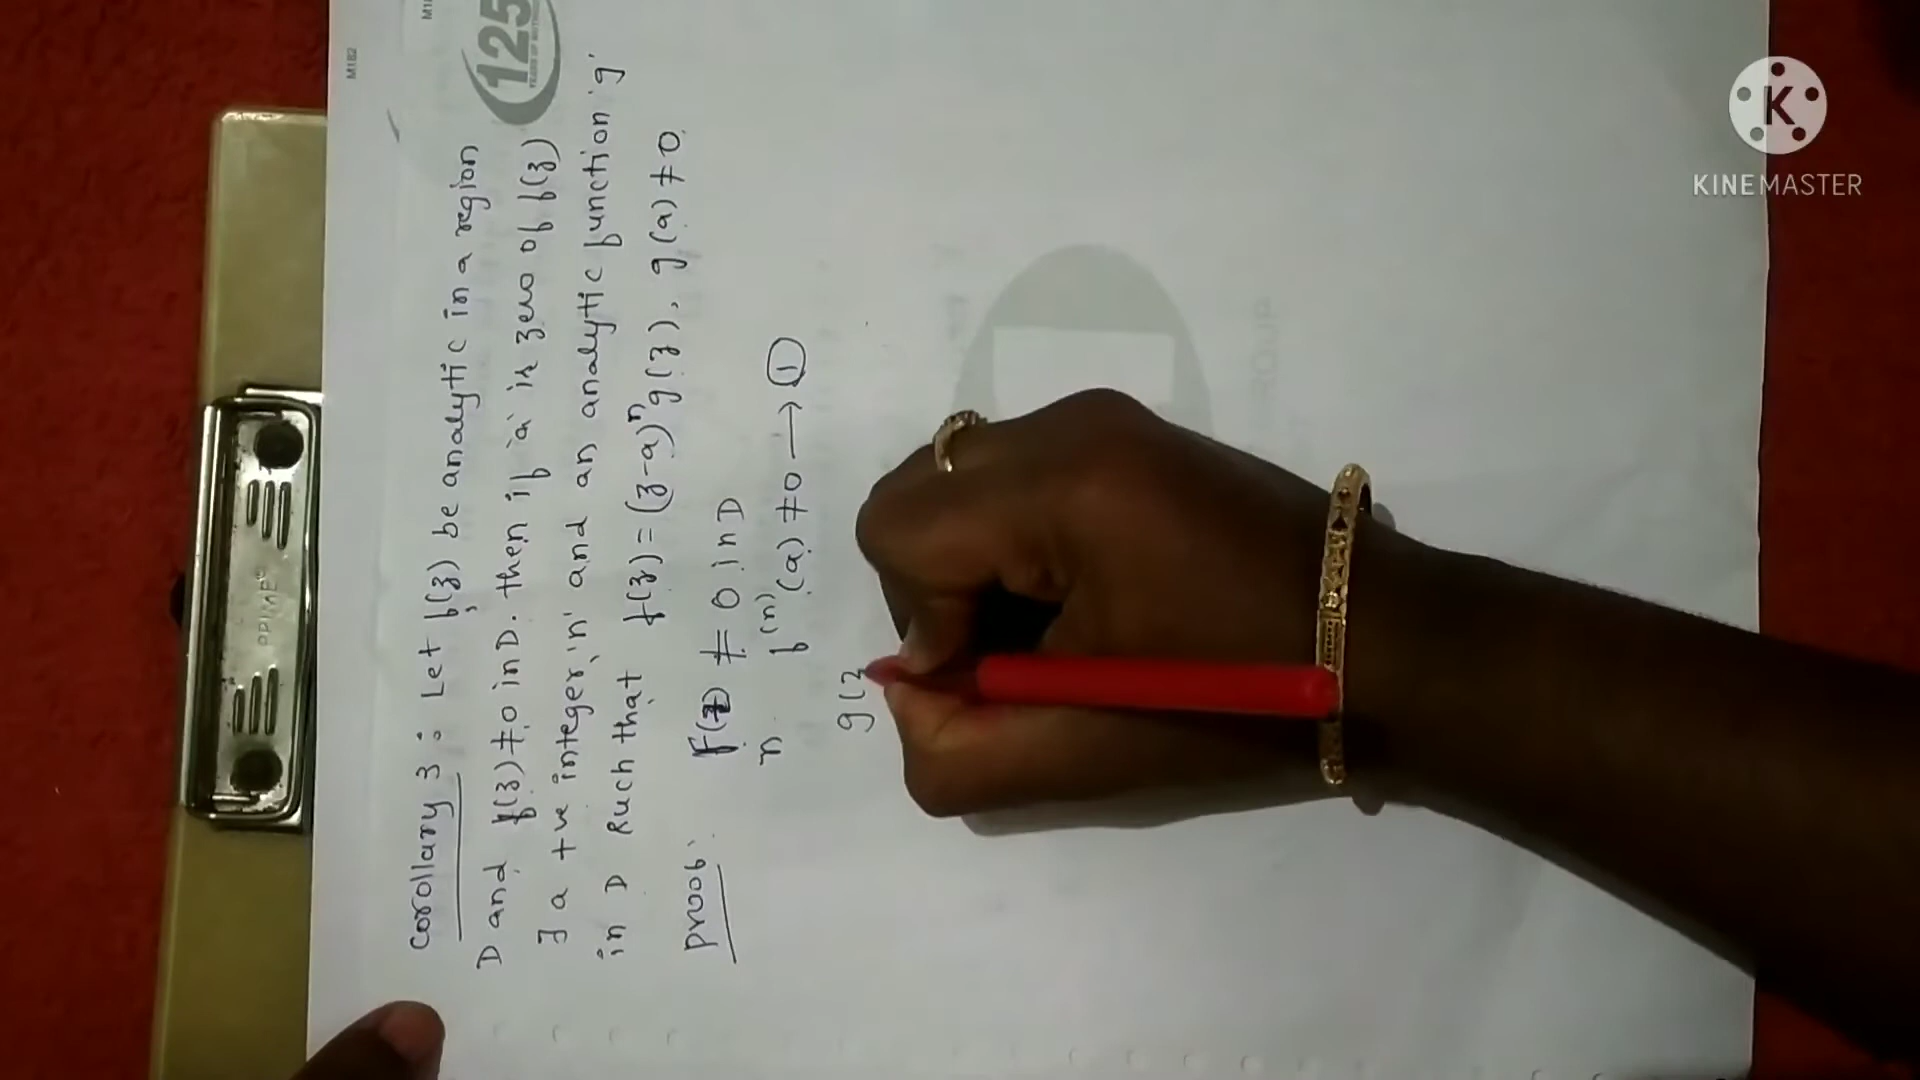 Corollary 3 : Let f(z) be analytic in a region
D and f(z) ≠ 0 in D. then if 'a' is zero of f(z)
∃ a +ve integer 'n' and an analytic function 'g'
in D such that f(z) = (z-a)^n g(z), g(a) ≠ 0
Proof. f(z) ≠ 0 in D
n f^(n) (a) ≠ 0 → ①
g(z
125
M182
KINEMASTER